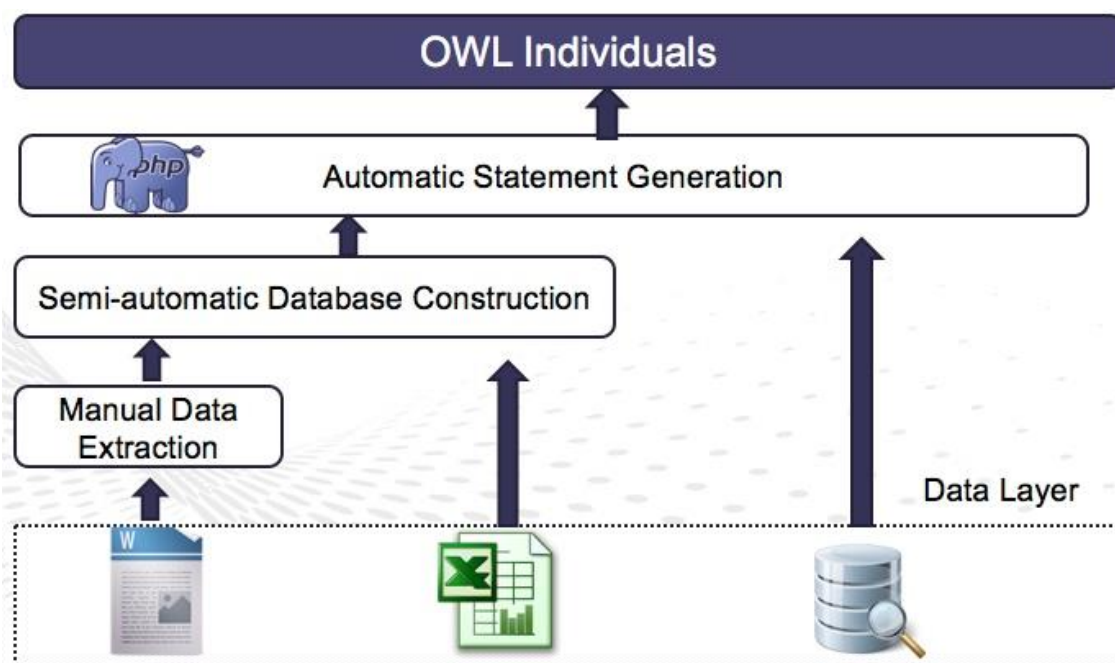 OWL Individuals
php
Automatic Statement Generation
Semi-automatic Database Construction
Manual Data
Extraction
Data Layer
W
X